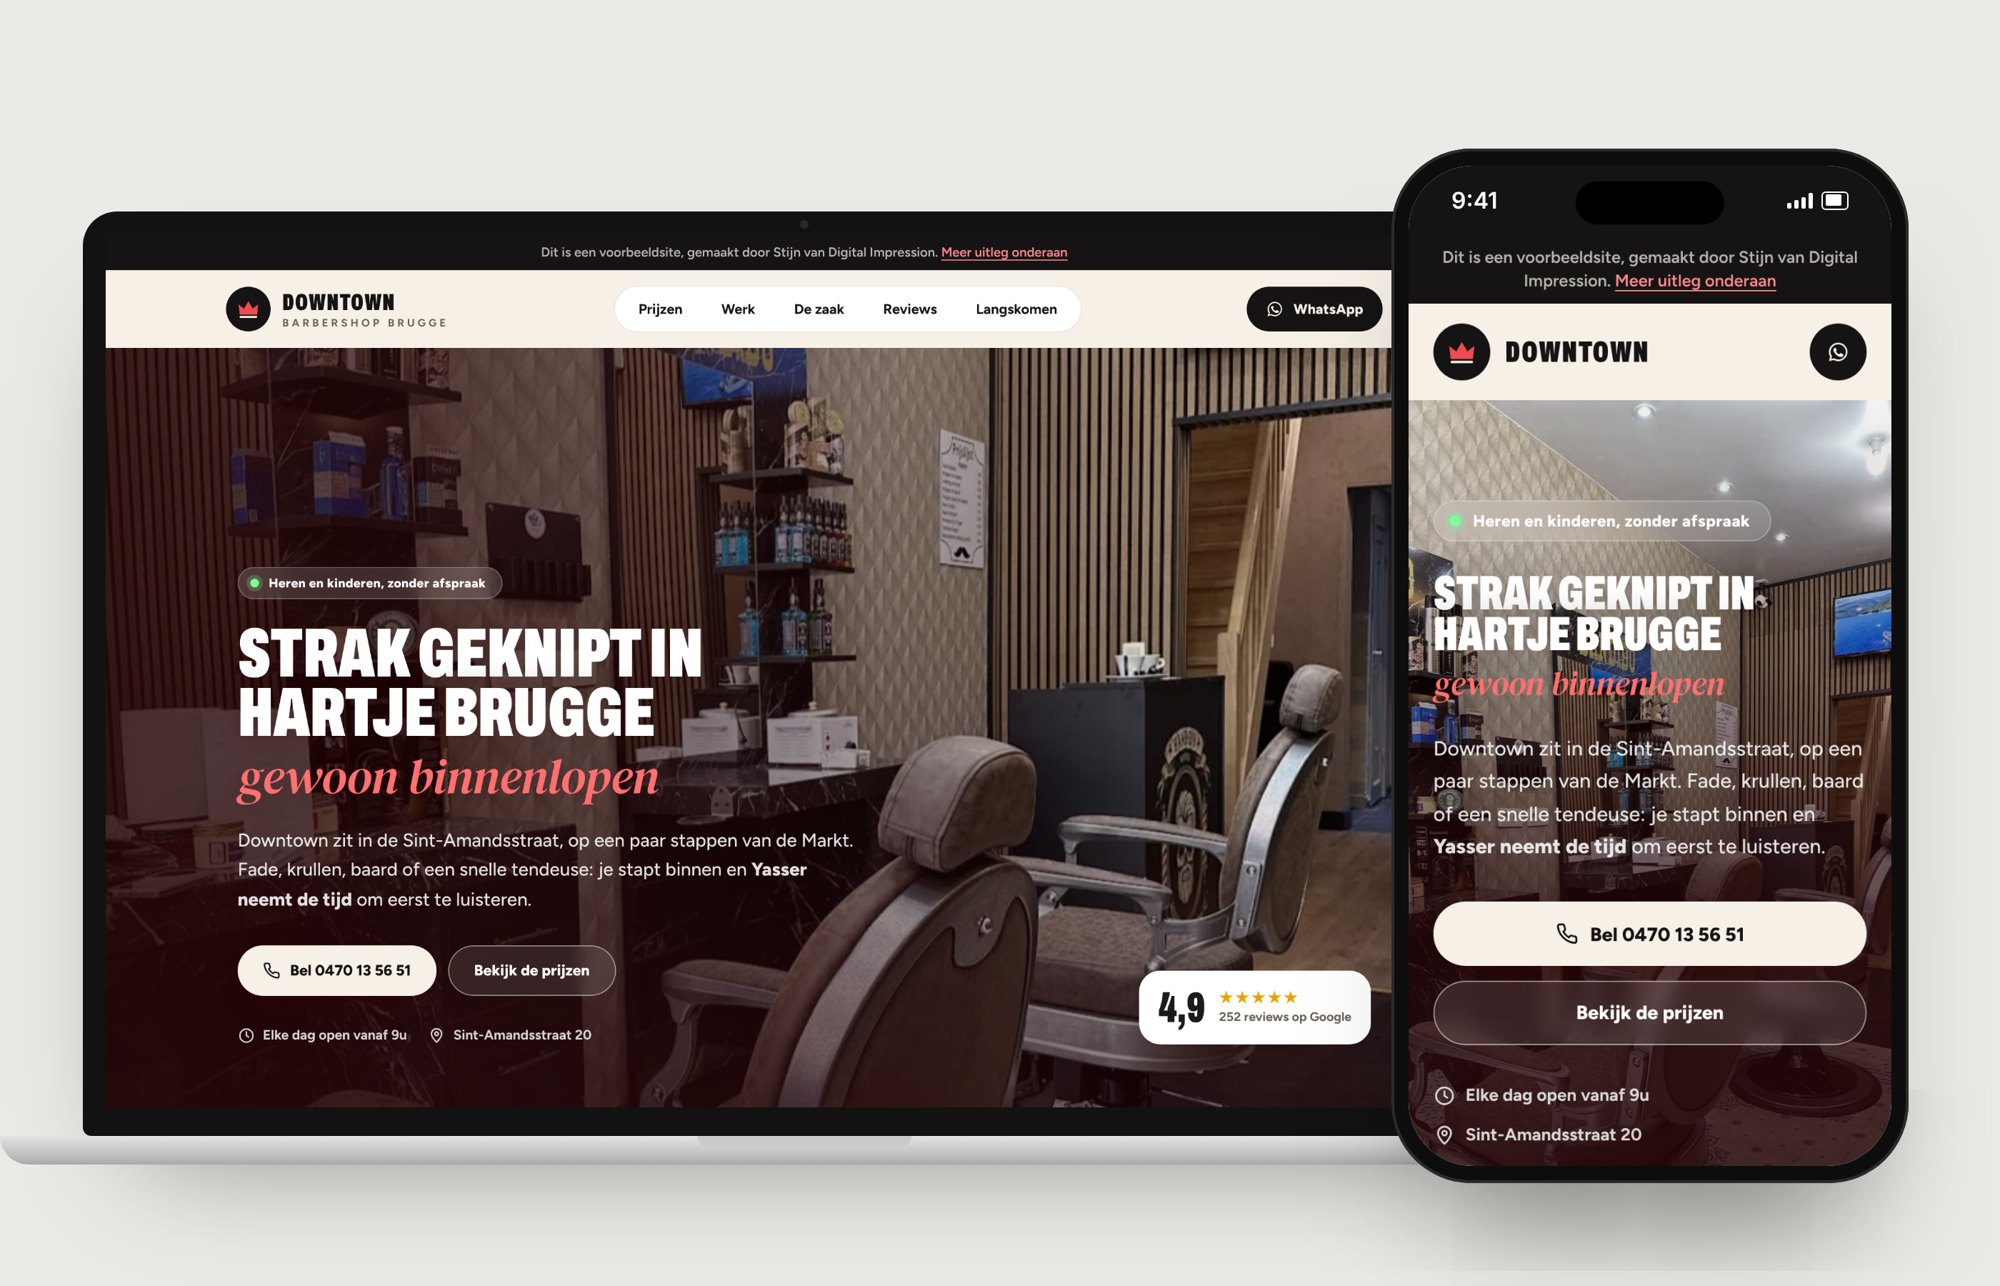 Dit is een voorbeeldsite, gemaakt door Stijn van Digital Impression. Meer uitleg onderaan
DOWNTOWN
BARBERSHOP BRUGGE
Prijzen
Werk
De zaak
Reviews
Langskomen
WhatsApp
Prijslijst
Heren en kinderen, zonder afspraak
STRAK GEKNIPT IN
HARTJE BRUGGE
gewoon binnenlopen
Downtown zit in de Sint-Amandsstraat, op een paar stappen van de Markt.
Fade, krullen, baard of een snelle tendeuse: je stapt binnen en Yasser
neemt de tijd om eerst te luisteren.
Bel 0470 13 56 51
Bekijk de prijzen
Elke dag open vanaf 9u
Sint-Amandsstraat 20
4,9
★★★★★
252 reviews op Google
9:41
Dit is een voorbeeldsite, gemaakt door Stijn van Digital
Impression. Meer uitleg onderaan
DOWNTOWN
Heren en kinderen, zonder afspraak
STRAK GEKNIPT IN
HARTJE BRUGGE
gewoon binnenlopen
Downtown zit in de Sint-Amandsstraat, op een
paar stappen van de Markt. Fade, krullen, baard
of een snelle tendeuse: je stapt binnen en
Yasser neemt de tijd om eerst te luisteren.
Bel 0470 13 56 51
Bekijk de prijzen
Elke dag open vanaf 9u
Sint-Amandsstraat 20